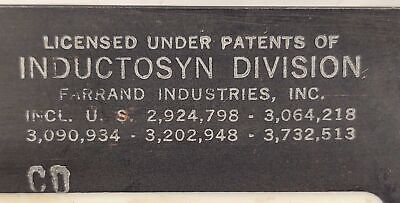 LICENSED UNDER PATENTS OF
INDUCTOSYN DIVISION
FARRAND INDUSTRIES, INC.
INCL. U. S. 2,924,798 - 3,064,218
3,090,934 - 3,202,948 - 3,732,513
CD